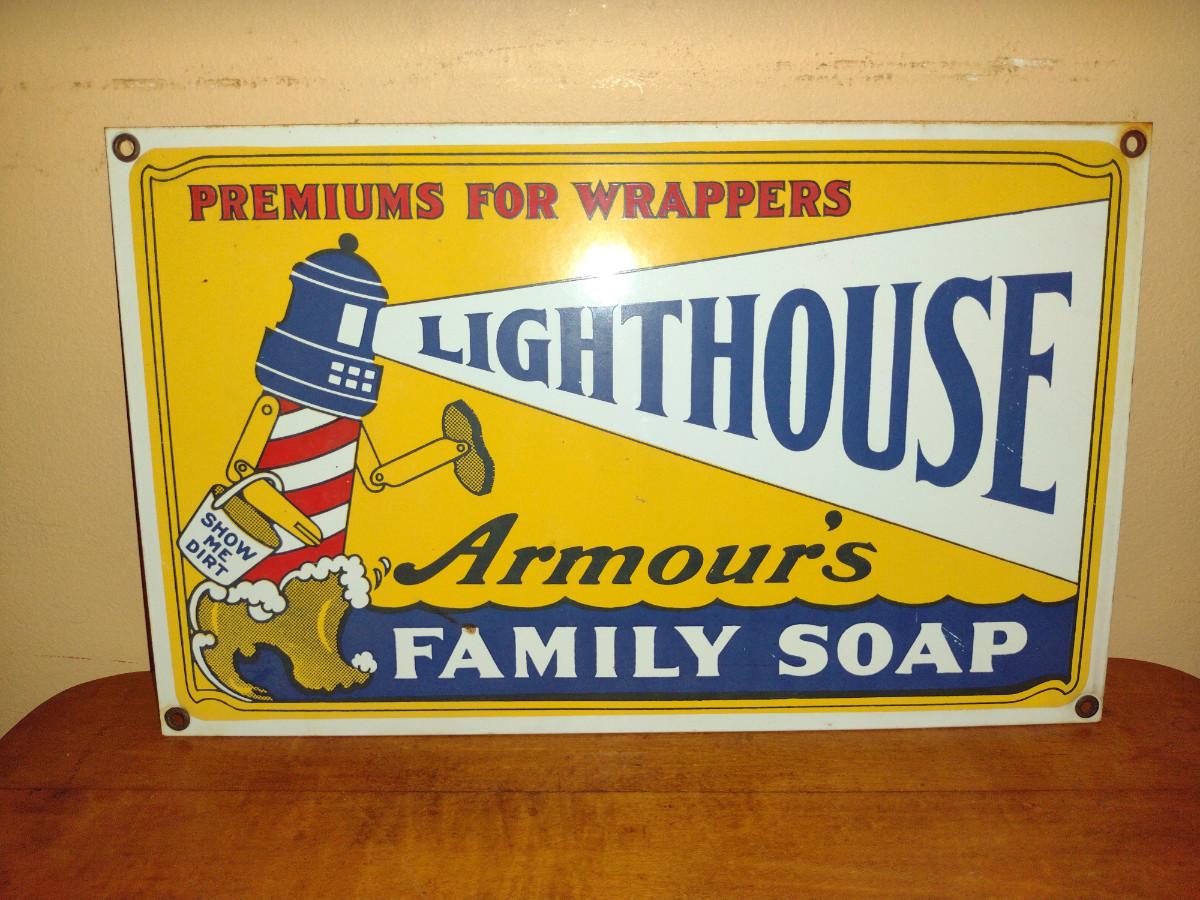 PREMIUMS FOR WRAPPERS
LIGHTHOUSE
SHOW
ME
DIRT
Armour's
FAMILY SOAP